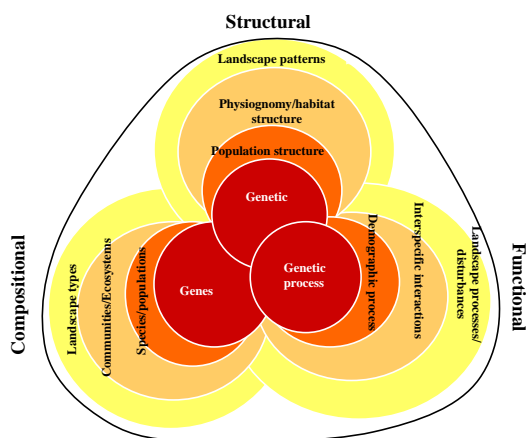 Structural
Landscape patterns
Physiognomy/habitat
structure
Population structure
Genetic
Genetic
process
Genes
Compositional
Landscape types
Communities/Ecosystems
Species/populations
Demographic process
Interspecific interactions
Landscape processes/
disturbances
Functional